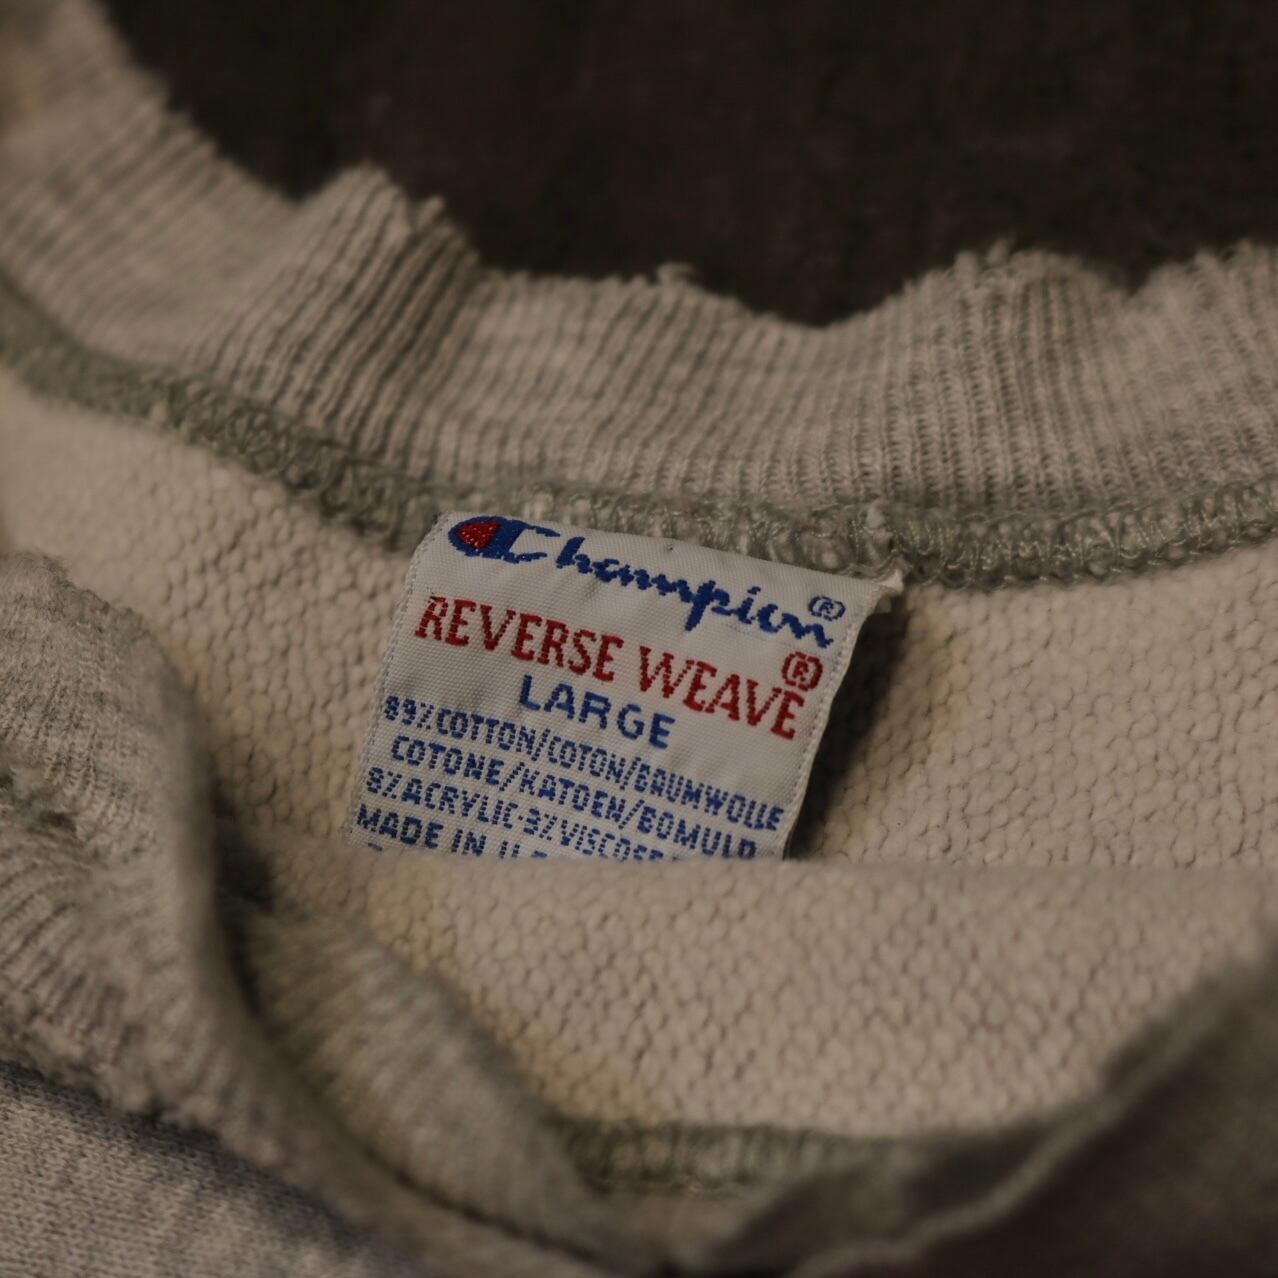 Champion®
REVERSE WEAVE®
LARGE
89%COTTON/COTON/BAUMWOLLE
COTONE/KATOEN/BOMULD
8%ACRYLIC-3%VISCOSE
MADE IN